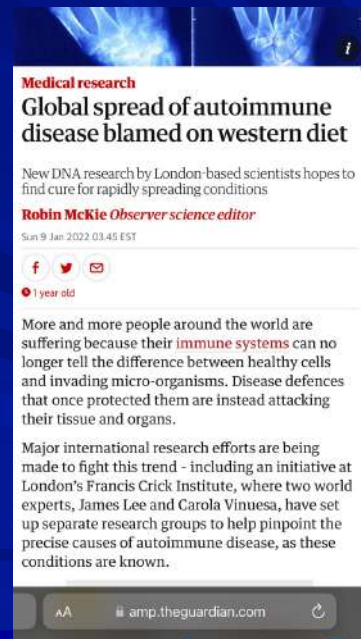 i
Medical research
Global spread of autoimmune
disease blamed on western diet
New DNA research by London-based scientists hopes to
find cure for rapidly spreading conditions
Robin McKie Observer science editor
Sun 9 Jan 2022 03.45 EST
f
1 year old
More and more people around the world are
suffering because their immune systems can no
longer tell the difference between healthy cells
and invading micro-organisms. Disease defences
that once protected them are instead attacking
their tissue and organs.
Major international research efforts are being
made to fight this trend – including an initiative at
London’s Francis Crick Institute, where two world
experts, James Lee and Carola Vinuesa, have set
up separate research groups to help pinpoint the
precise causes of autoimmune disease, as these
conditions are known.
AA amp.theguardian.com